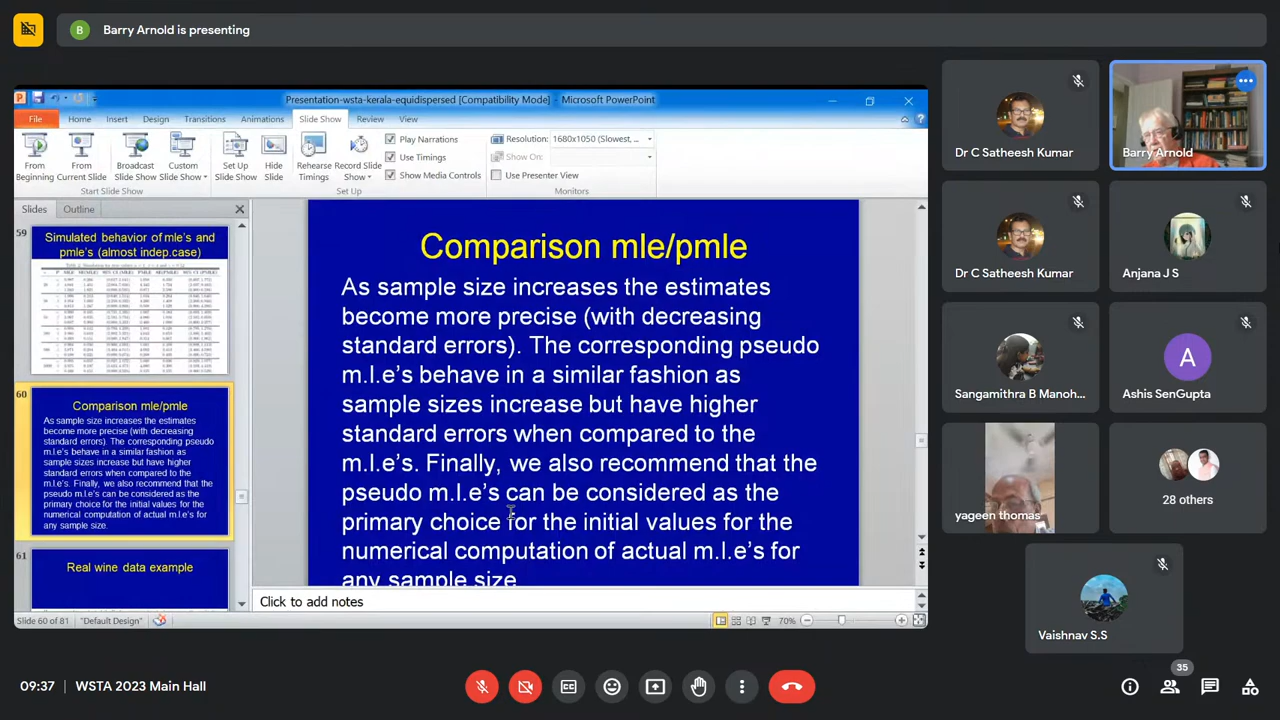 B
Barry Arnold is presenting
Presentation-wsta-kerala-equidispersed [Compatibility Mode] - Microsoft PowerPoint
File
Home
Insert
Design
Transitions
Animations
Slide Show
Review
View
From Beginning
From Current Slide
Broadcast Slide Show
Custom Slide Show
Set Up Slide Show
Hide Slide
Rehearse Timings
Record Slide Show
Play Narrations
Use Timings
Show Media Controls
Resolution: 1680x1050 (Slowest, ...
Show On:
Use Presenter View
Start Slide Show
Set Up
Monitors
Slides
Outline
59
Simulated behavior of mle's and
pmle's (almost indep.case)
60
Comparison mle/pmle
As sample size increases the estimates
become more precise (with decreasing
standard errors). The corresponding pseudo
m.l.e's behave in a similar fashion as
sample sizes increase but have higher
standard errors when compared to the
m.l.e's. Finally, we also recommend that the
pseudo m.l.e's can be considered as the
primary choice for the initial values for the
numerical computation of actual m.l.e's for
any sample size.
61
Real wine data example
Comparison mle/pmle
As sample size increases the estimates
become more precise (with decreasing
standard errors). The corresponding pseudo
m.l.e's behave in a similar fashion as
sample sizes increase but have higher
standard errors when compared to the
m.l.e's. Finally, we also recommend that the
pseudo m.l.e's can be considered as the
primary choice for the initial values for the
numerical computation of actual m.l.e's for
any sample size
Click to add notes
Slide 60 of 81
"Default Design"
70%
Dr C Satheesh Kumar
Barry Arnold
Dr C Satheesh Kumar
Anjana J S
Sangamithra B Manoh...
A
Ashis SenGupta
yageen thomas
28 others
Vaishnav S.S
09:37
WSTA 2023 Main Hall
35